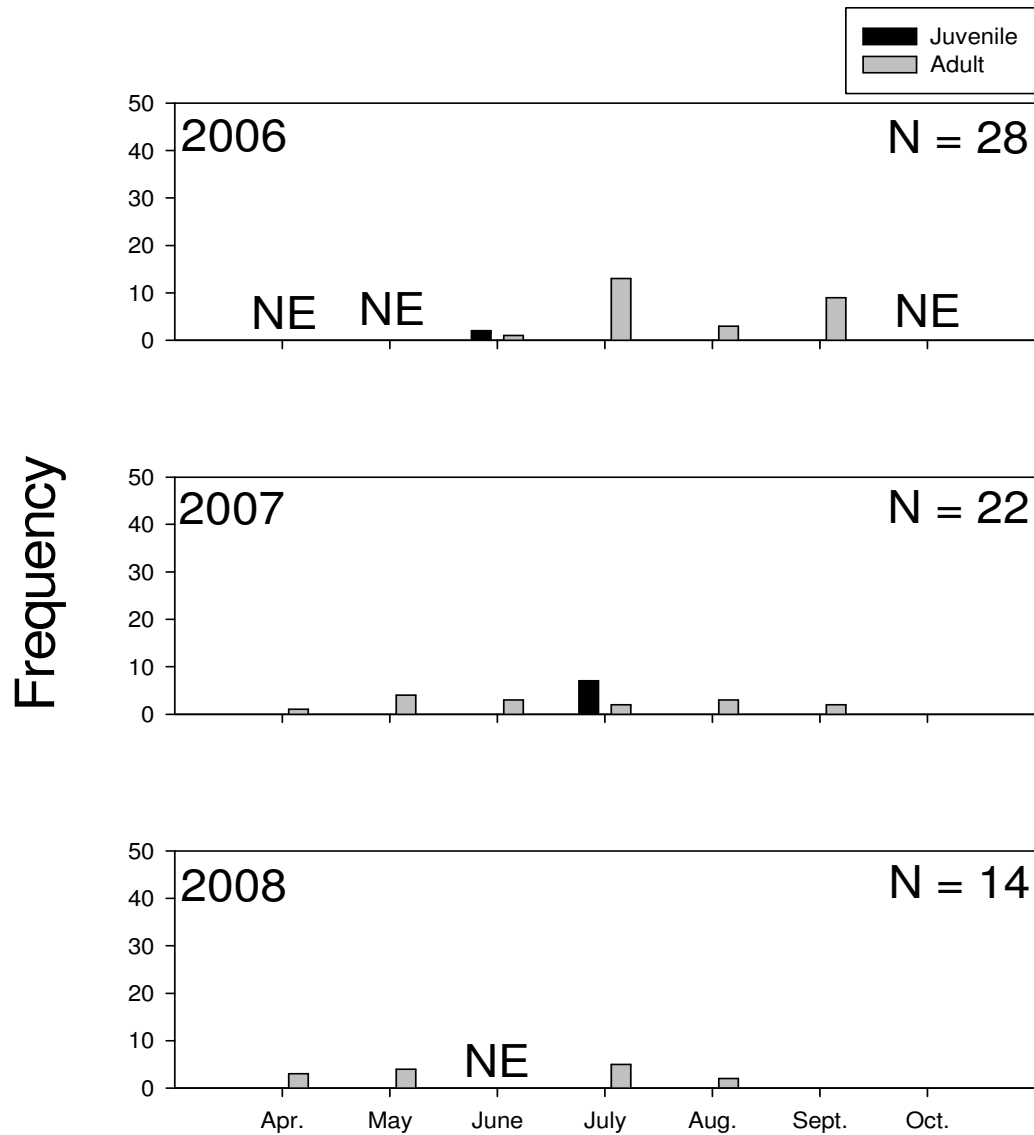 Juvenile
Adult
Frequency
2006
N = 28
50
40
30
20
10
0
NE
NE
NE
2007
N = 22
50
40
30
20
10
0
2008
N = 14
50
40
30
20
10
0
NE
Apr. May June July Aug. Sept. Oct.